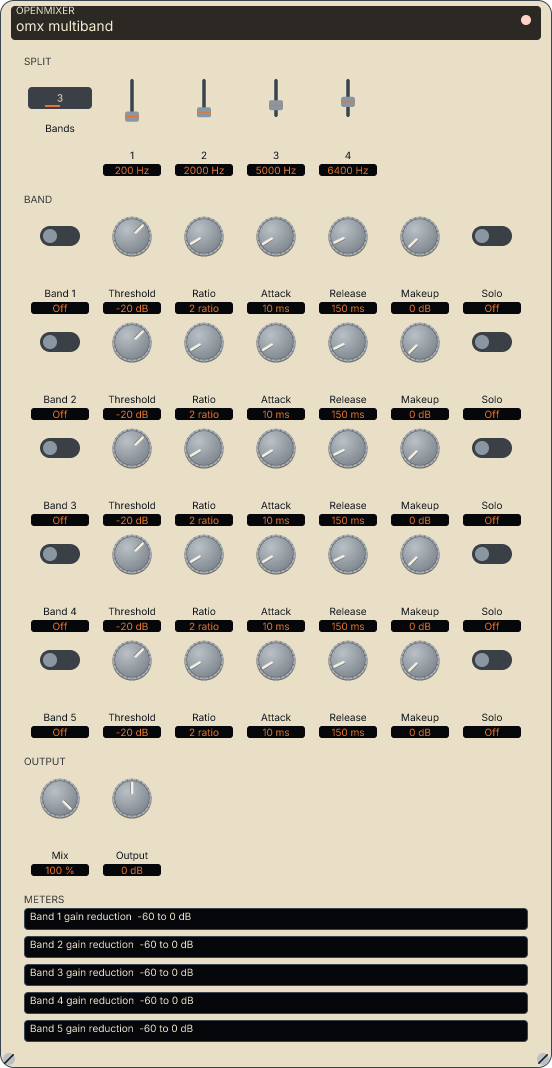 OPENMIXER
omx multiband
SPLIT
3
Bands
1 2 3 4
200 Hz 2000 Hz 5000 Hz 6400 Hz
BAND
Band 1 Threshold Ratio Attack Release Makeup Solo
Off -20 dB 2 ratio 10 ms 150 ms 0 dB Off
Band 2 Threshold Ratio Attack Release Makeup Solo
Off -20 dB 2 ratio 10 ms 150 ms 0 dB Off
Band 3 Threshold Ratio Attack Release Makeup Solo
Off -20 dB 2 ratio 10 ms 150 ms 0 dB Off
Band 4 Threshold Ratio Attack Release Makeup Solo
Off -20 dB 2 ratio 10 ms 150 ms 0 dB Off
Band 5 Threshold Ratio Attack Release Makeup Solo
Off -20 dB 2 ratio 10 ms 150 ms 0 dB Off
OUTPUT
Mix Output
100 % 0 dB
METERS
Band 1 gain reduction -60 to 0 dB
Band 2 gain reduction -60 to 0 dB
Band 3 gain reduction -60 to 0 dB
Band 4 gain reduction -60 to 0 dB
Band 5 gain reduction -60 to 0 dB